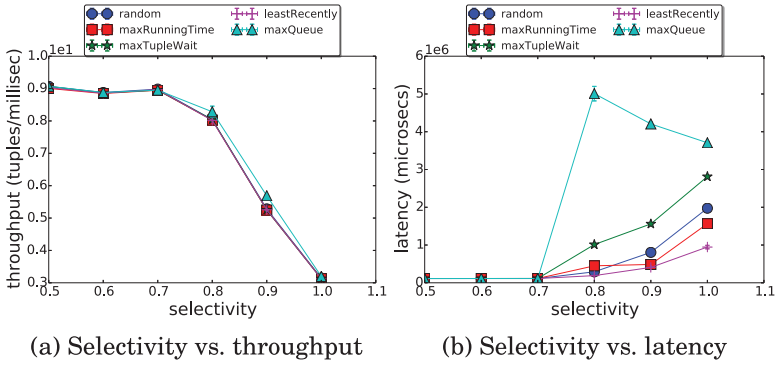 random
maxRunningTime
maxTupleWait
leastRecently
maxQueue
1.0 1e1
0.9
0.8
0.7
0.6
0.5
0.4
0.3
throughput (tuples/millisec)
0.5 0.6 0.7 0.8 0.9 1.0 1.1
selectivity
(a) Selectivity vs. throughput
random
maxRunningTime
maxTupleWait
leastRecently
maxQueue
6 1e6
5
4
3
2
1
0
latency (microsecs)
0.5 0.6 0.7 0.8 0.9 1.0 1.1
selectivity
(b) Selectivity vs. latency